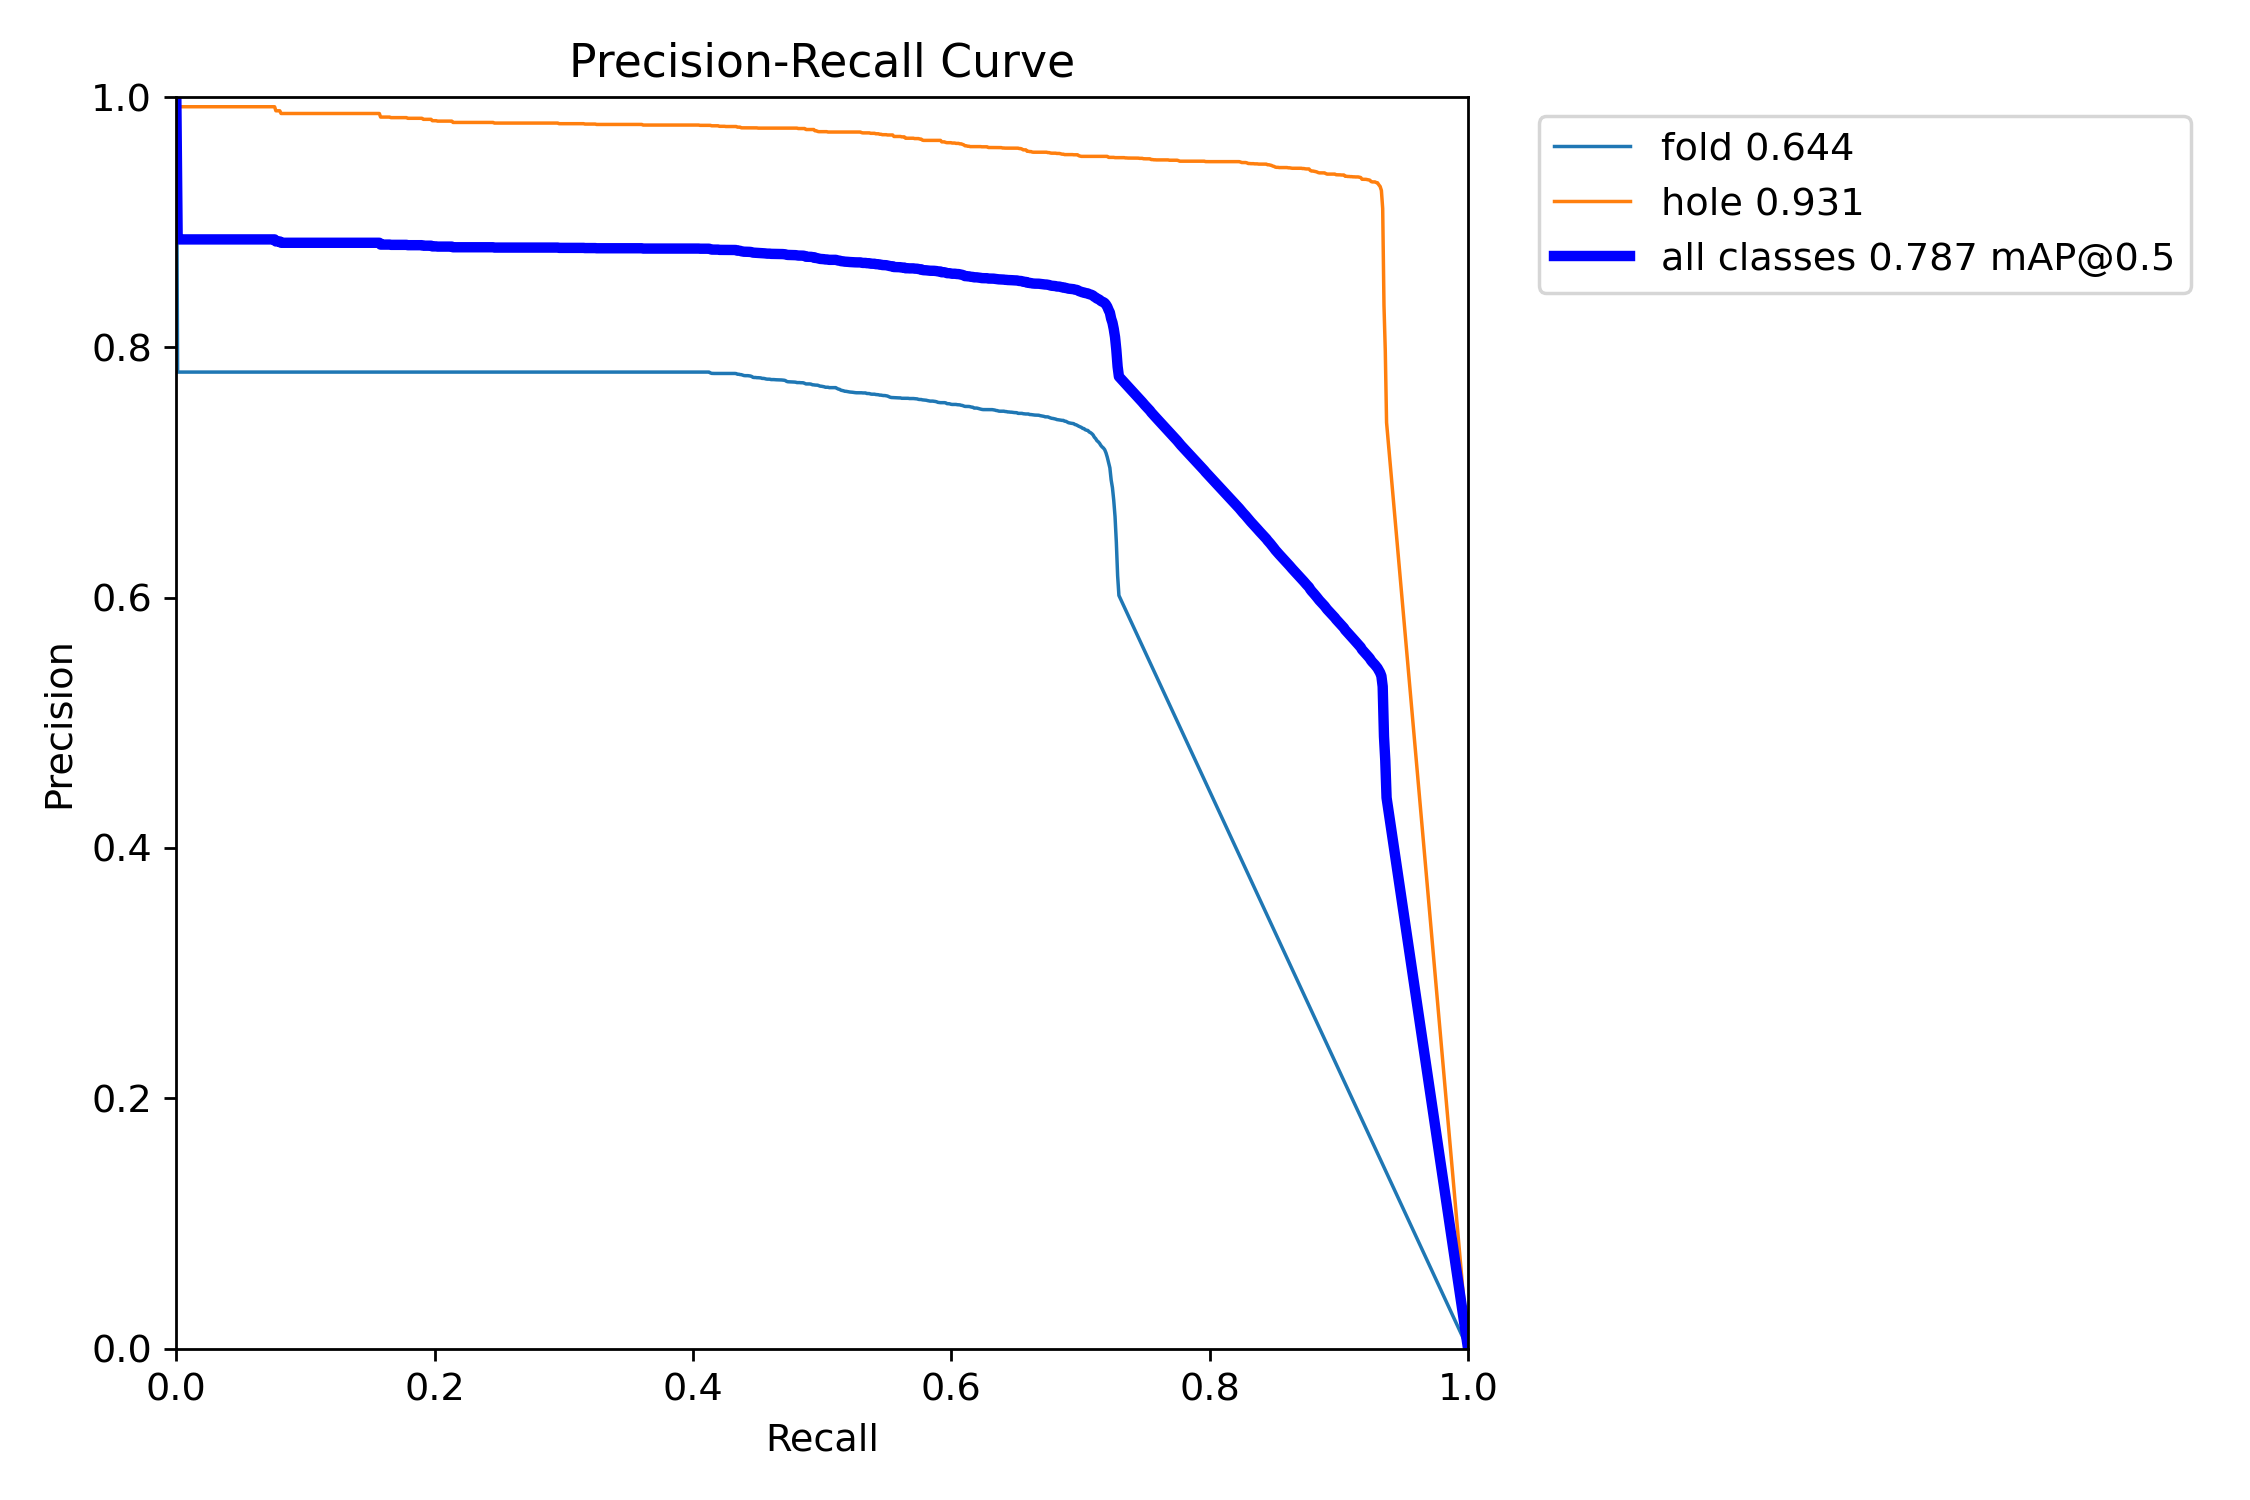 Precision-Recall Curve
1.0
0.8
0.6
0.4
0.2
0.0
Precision
0.0 0.2 0.4 0.6 0.8 1.0
Recall
fold 0.644
hole 0.931
all classes 0.787 mAP@0.5